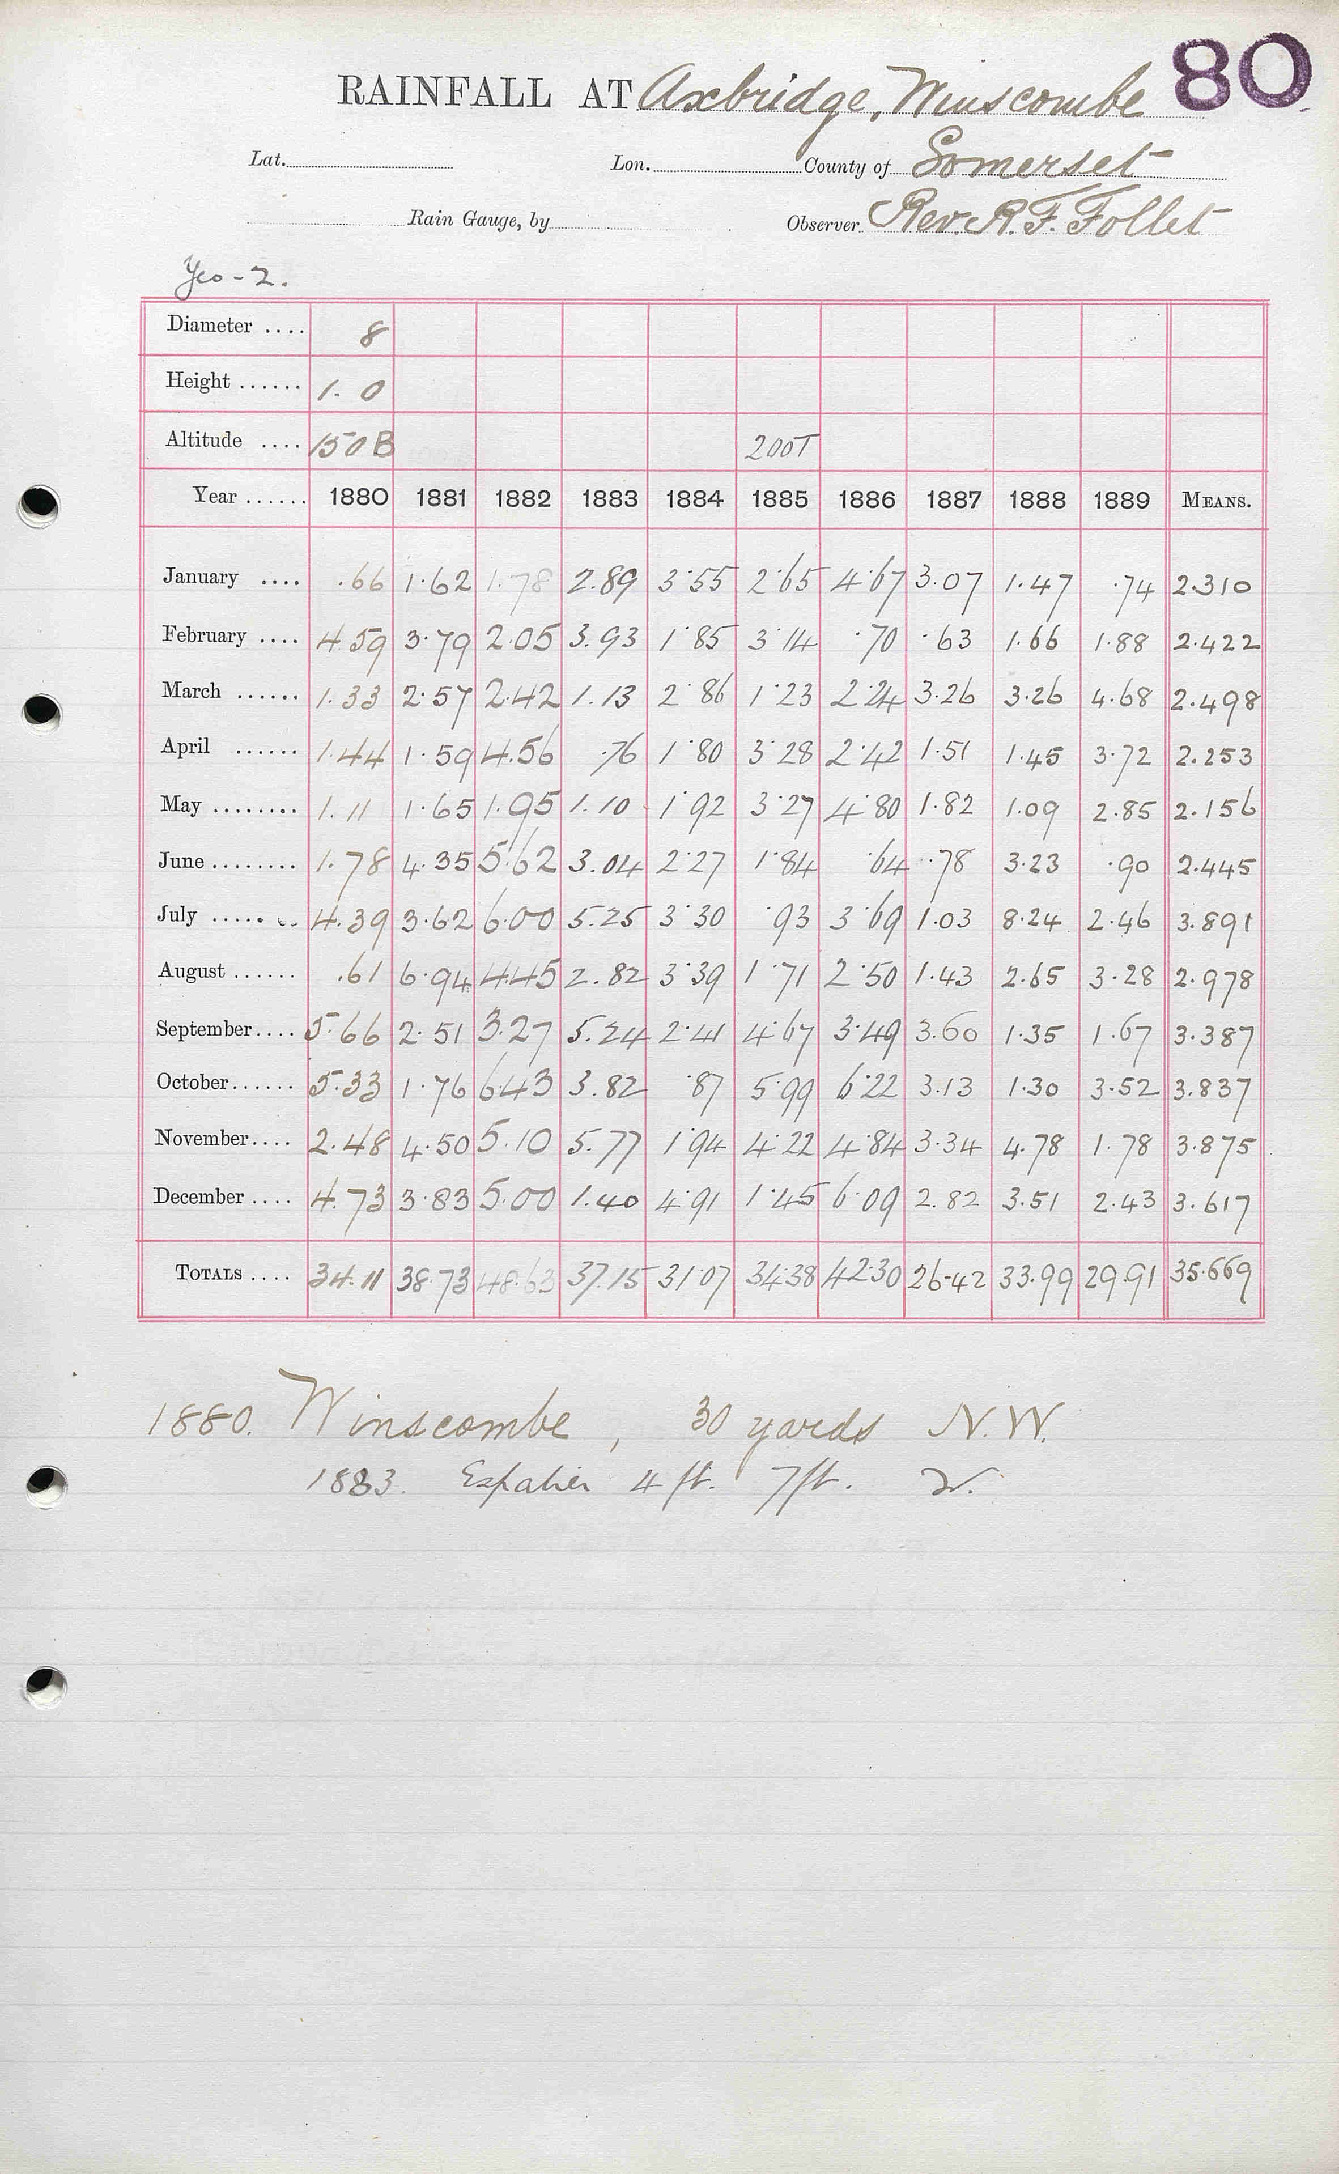 80
RAINFALL AT Axbridge, Winscombe
Lat. Lon. County of Somerset
Rain Gauge, by Observer. Rev. R. F. Follet
Yeo - 2.
Diameter .... 8
Height ...... 1. 0
Altitude .... 150 B 200T
Year ...... 1880 1881 1882 1883 1884 1885 1886 1887 1888 1889 MEANS.
January .... .66 1.62 1.78 2.89 3.55 2.65 4.67 3.07 1.47 .74 2.310
February .... 4.59 3.79 2.05 3.93 1.85 3.14 .70 .63 1.66 1.88 2.422
March ...... 1.33 2.57 2.42 1.13 2.86 1.23 2.24 3.26 3.26 4.68 2.498
April ...... 1.44 1.59 4.56 .76 1.80 3.28 2.42 1.51 1.45 3.72 2.253
May ........ 1.11 1.65 1.95 1.10 1.92 3.27 4.80 1.82 1.09 2.85 2.156
June ........ 1.78 4.35 5.62 3.04 2.27 1.84 .64 .78 3.23 .90 2.445
July ........ 4.39 3.62 6.00 5.25 3.30 .93 3.69 1.03 8.24 2.46 3.891
August ...... .61 6.94 4.45 2.82 3.39 1.71 2.50 1.43 2.65 3.28 2.978
September.... 5.66 2.51 3.27 5.24 2.41 4.67 3.49 3.60 1.35 1.67 3.387
October...... 5.33 1.76 6.43 3.82 .87 5.99 6.22 3.13 1.30 3.52 3.837
November.... 2.48 4.50 5.10 5.77 1.94 4.22 4.84 3.34 4.78 1.78 3.875
December .... 4.73 3.83 5.00 1.40 4.91 1.45 6.09 2.82 3.51 2.43 3.617
TOTALS .... 34.11 38.73 48.63 37.15 31.07 34.38 42.30 26.42 33.99 29.91 35.669
1880. Winscombe, 30 yards N.W.
1883. Espalier 4 ft. 7ft. W.